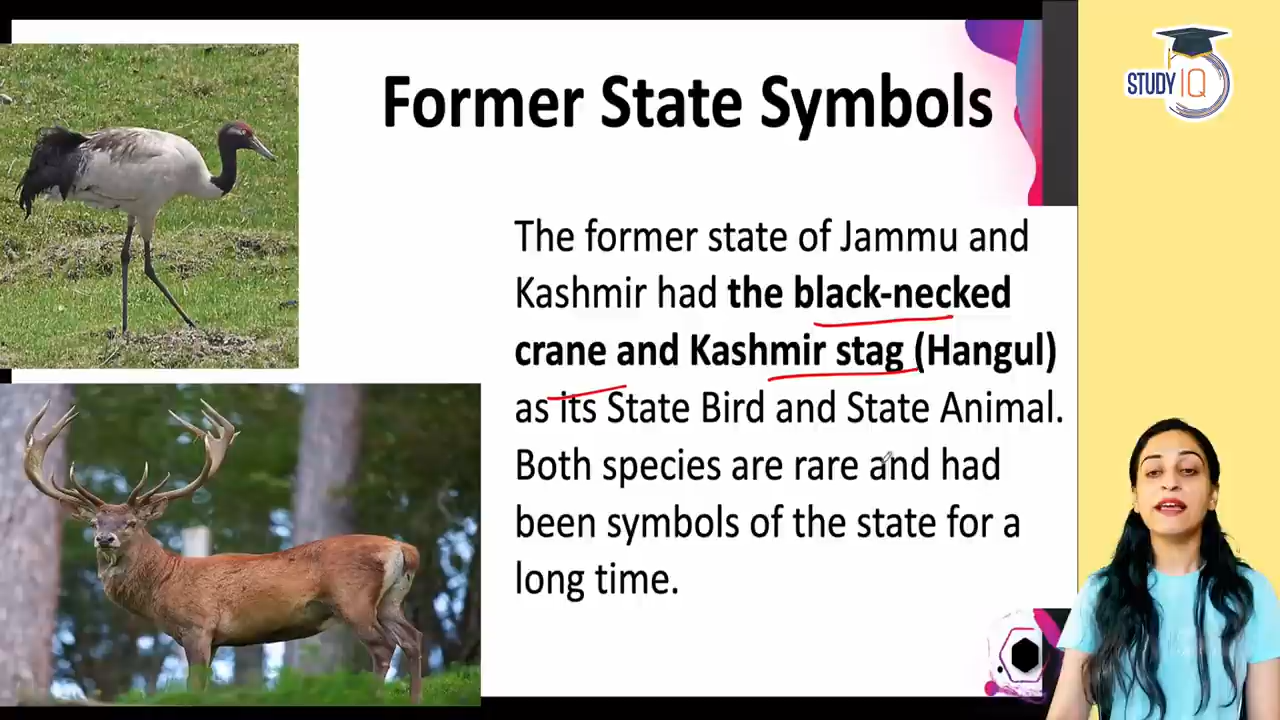 Former State Symbols
STUDY IQ
The former state of Jammu and
Kashmir had the black-necked
crane and Kashmir stag (Hangul)
as its State Bird and State Animal.
Both species are rare and had
been symbols of the state for a
long time.